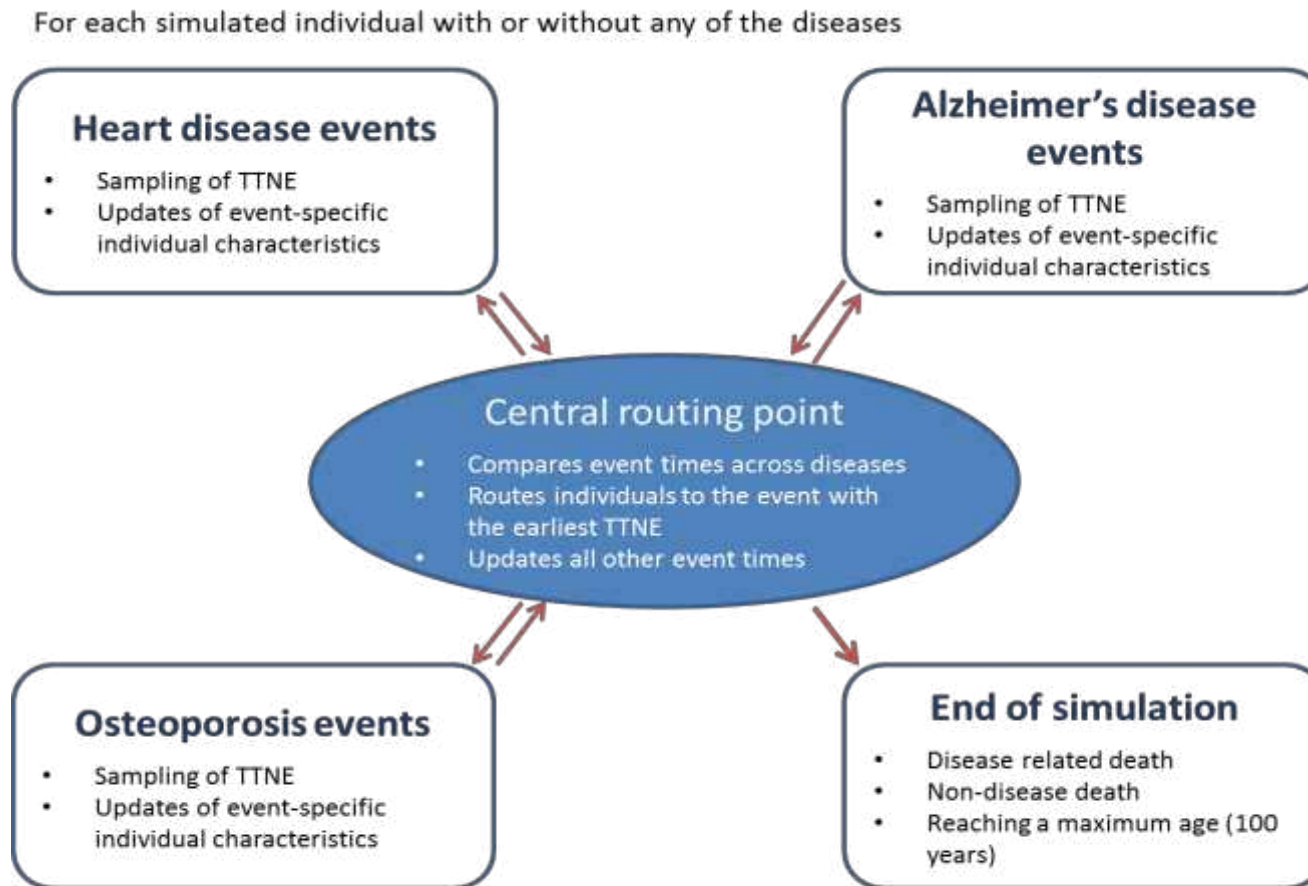 For each simulated individual with or without any of the diseases
Heart disease events
• Sampling of TTNE
• Updates of event-specific
individual characteristics
Alzheimer’s disease
events
• Sampling of TTNE
• Updates of event-specific
individual characteristics
Central routing point
• Compares event times across diseases
• Routes individuals to the event with
the earliest TTNE
• Updates all other event times
Osteoporosis events
• Sampling of TTNE
• Updates of event-specific
individual characteristics
End of simulation
• Disease related death
• Non-disease death
• Reaching a maximum age (100
years)